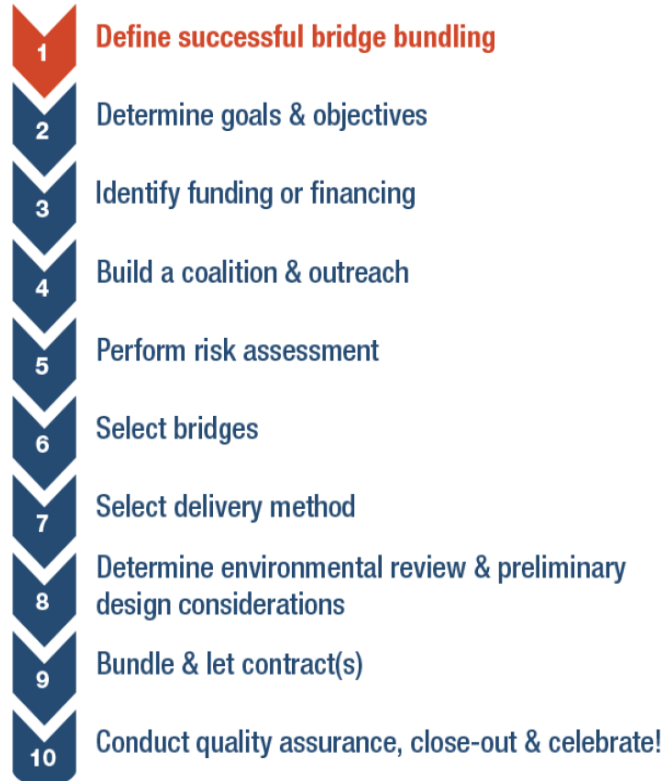 1 Define successful bridge bundling
2 Determine goals & objectives
3 Identify funding or financing
4 Build a coalition & outreach
5 Perform risk assessment
6 Select bridges
7 Select delivery method
8 Determine environmental review & preliminary
design considerations
9 Bundle & let contract(s)
10 Conduct quality assurance, close-out & celebrate!